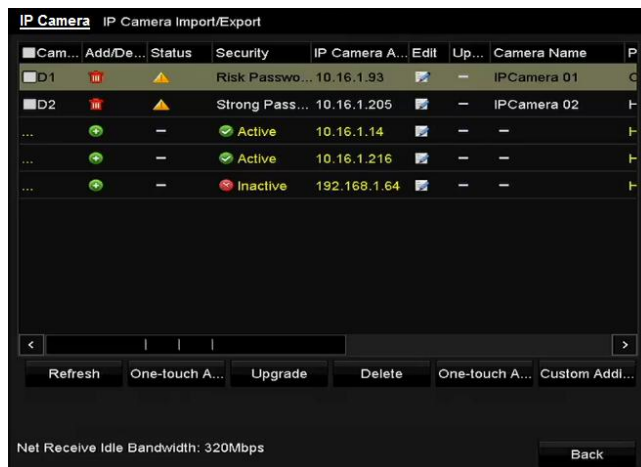 IP Camera IP Camera Import/Export
Cam... Add/De... Status Security IP Camera A... Edit Up... Camera Name P
D1 Risk Passwo... 10.16.1.93 – IPCamera 01
D2 Strong Pass... 10.16.1.205 – IPCamera 02 H
... – Active 10.16.1.14 – – H
... – Active 10.16.1.216 – – H
... – Inactive 192.168.1.64 – – H
Refresh One-touch A... Upgrade Delete One-touch A... Custom Addi...
Net Receive Idle Bandwidth: 320Mbps Back